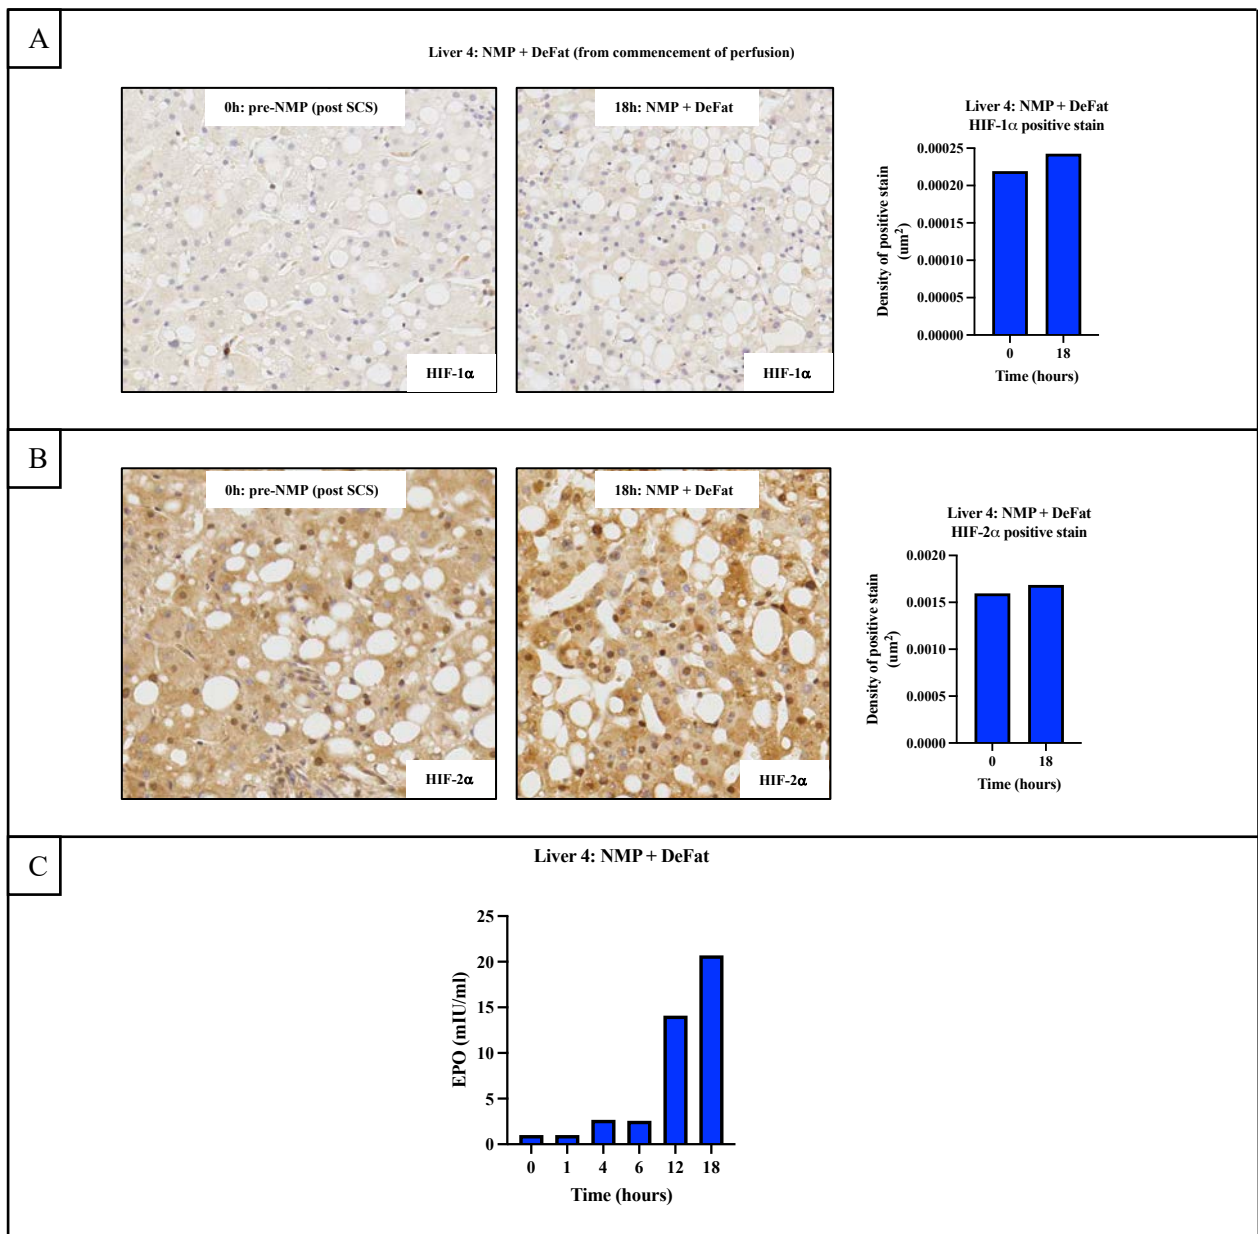 A
Liver 4: NMP + DeFat (from commencement of perfusion)
0h: pre-NMP (post SCS)
HIF-1α
18h: NMP + DeFat
HIF-1α
Liver 4: NMP + DeFat
HIF-1α positive stain
Density of positive stain
(um²)
0.00025
0.00020
0.00015
0.00010
0.00005
0.00000
0 18
Time (hours)
B
0h: pre-NMP (post SCS)
HIF-2α
18h: NMP + DeFat
HIF-2α
Liver 4: NMP + DeFat
HIF-2α positive stain
Density of positive stain
(um²)
0.0020
0.0015
0.0010
0.0005
0.0000
0 18
Time (hours)
C
Liver 4: NMP + DeFat
EPO (mIU/ml)
25
20
15
10
5
0
0 1 4 6 12 18
Time (hours)